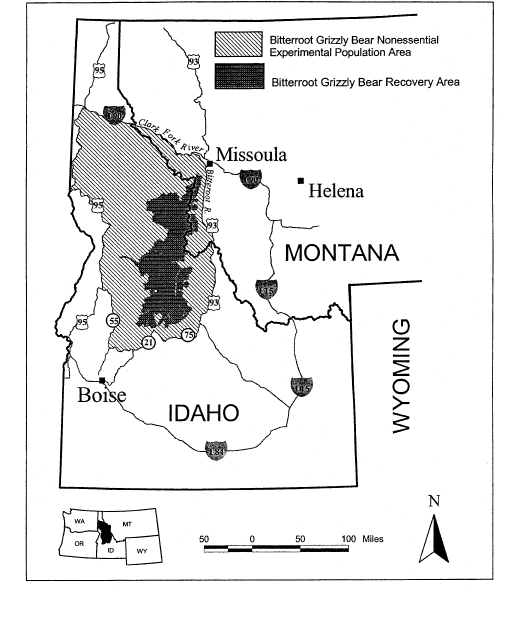 Bitterroot Grizzly Bear Nonessential
Experimental Population Area
Bitterroot Grizzly Bear Recovery Area
95
93
90
Clark Fork River
Missoula
90
Helena
Bitterroot R.
95
93
MONTANA
15
93
95
55
21
75
WYOMING
Boise
IDAHO
15
84
WA
MT
OR
ID
WY
50 0 50 100 Miles
N